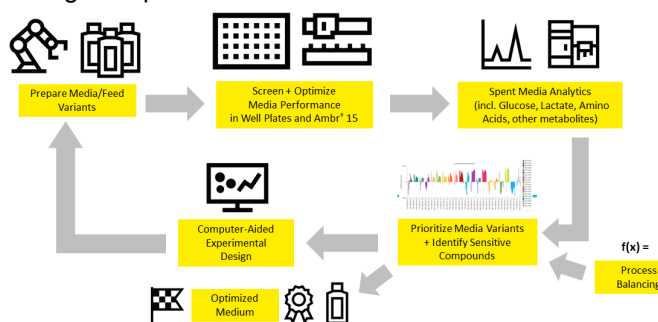 Prepare Media/Feed
Variants
Screen + Optimize
Media Performance
in Well Plates and Ambr® 15
Spent Media Analytics
(incl. Glucose, Lactate, Amino
Acids, other metabolites)
Computer-Aided
Experimental
Design
Prioritize Media Variants
+ Identify Sensitive
Compounds
f(x) =
Process
Balancing
Optimized
Medium